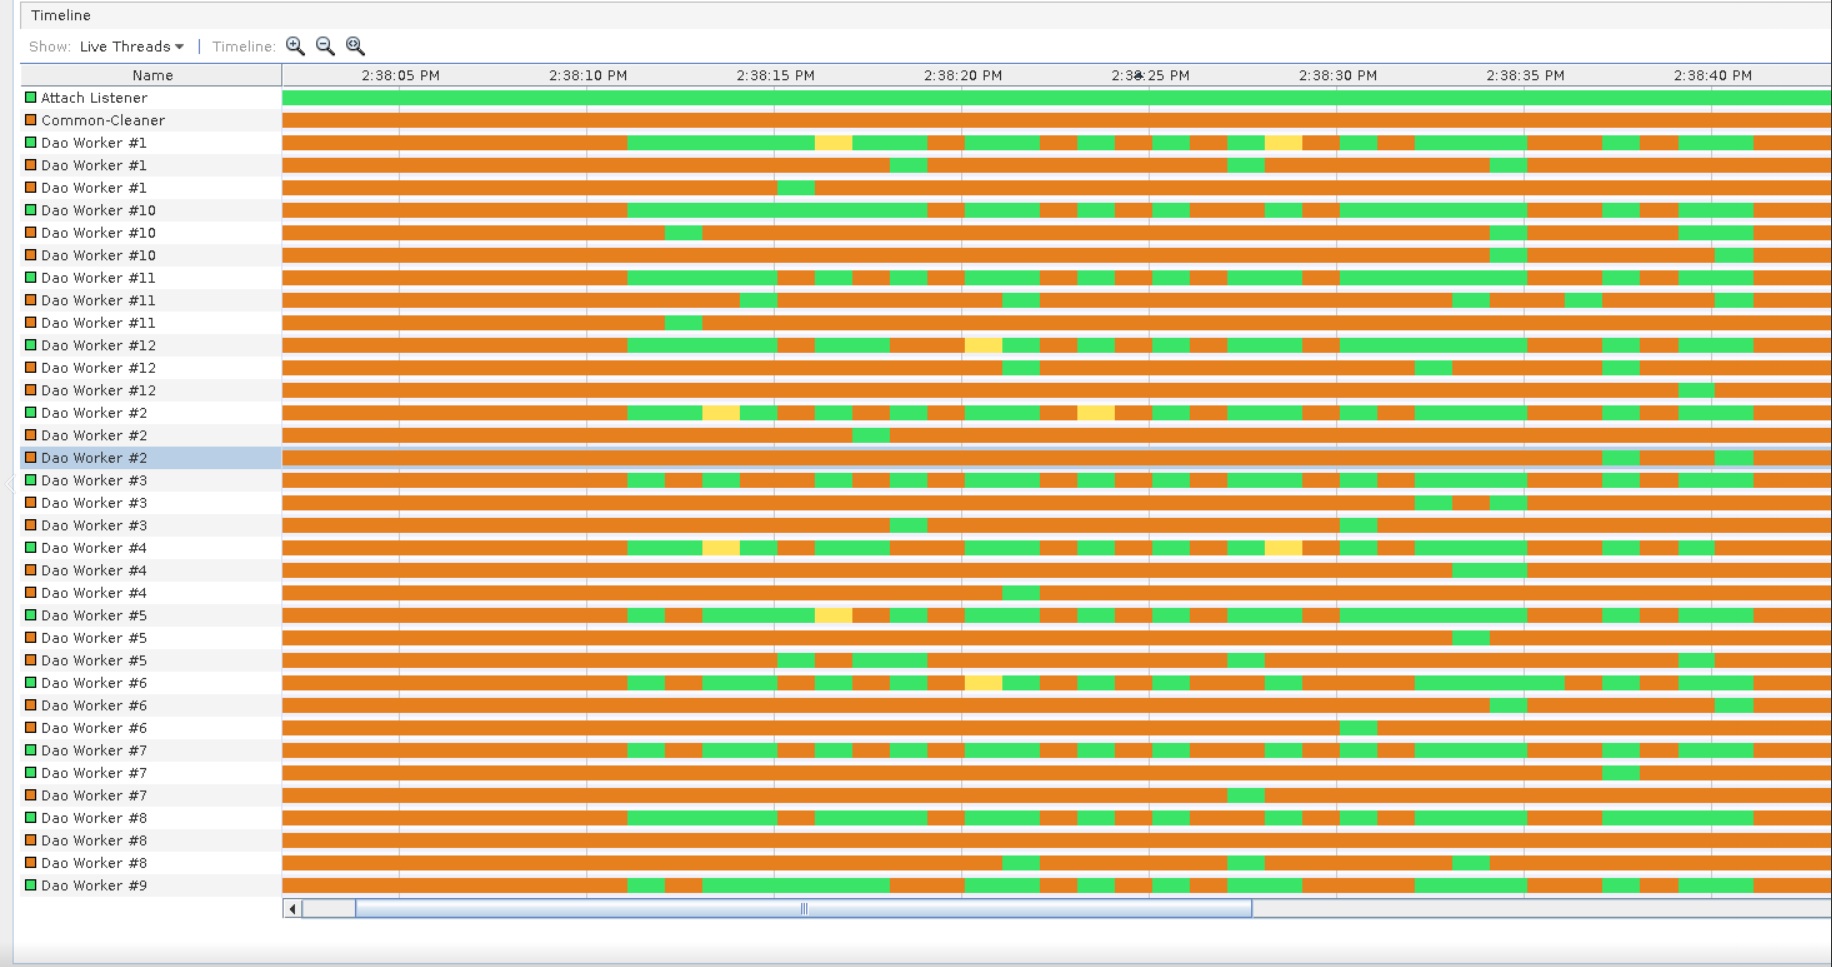 Timeline
Show: Live Threads | Timeline:
Name 2:38:05 PM 2:38:10 PM 2:38:15 PM 2:38:20 PM 2:38:25 PM 2:38:30 PM 2:38:35 PM 2:38:40 PM
Attach Listener
Common-Cleaner
Dao Worker #1
Dao Worker #1
Dao Worker #1
Dao Worker #10
Dao Worker #10
Dao Worker #10
Dao Worker #11
Dao Worker #11
Dao Worker #11
Dao Worker #12
Dao Worker #12
Dao Worker #12
Dao Worker #2
Dao Worker #2
Dao Worker #2
Dao Worker #3
Dao Worker #3
Dao Worker #3
Dao Worker #4
Dao Worker #4
Dao Worker #4
Dao Worker #5
Dao Worker #5
Dao Worker #5
Dao Worker #6
Dao Worker #6
Dao Worker #6
Dao Worker #7
Dao Worker #7
Dao Worker #7
Dao Worker #8
Dao Worker #8
Dao Worker #8
Dao Worker #9